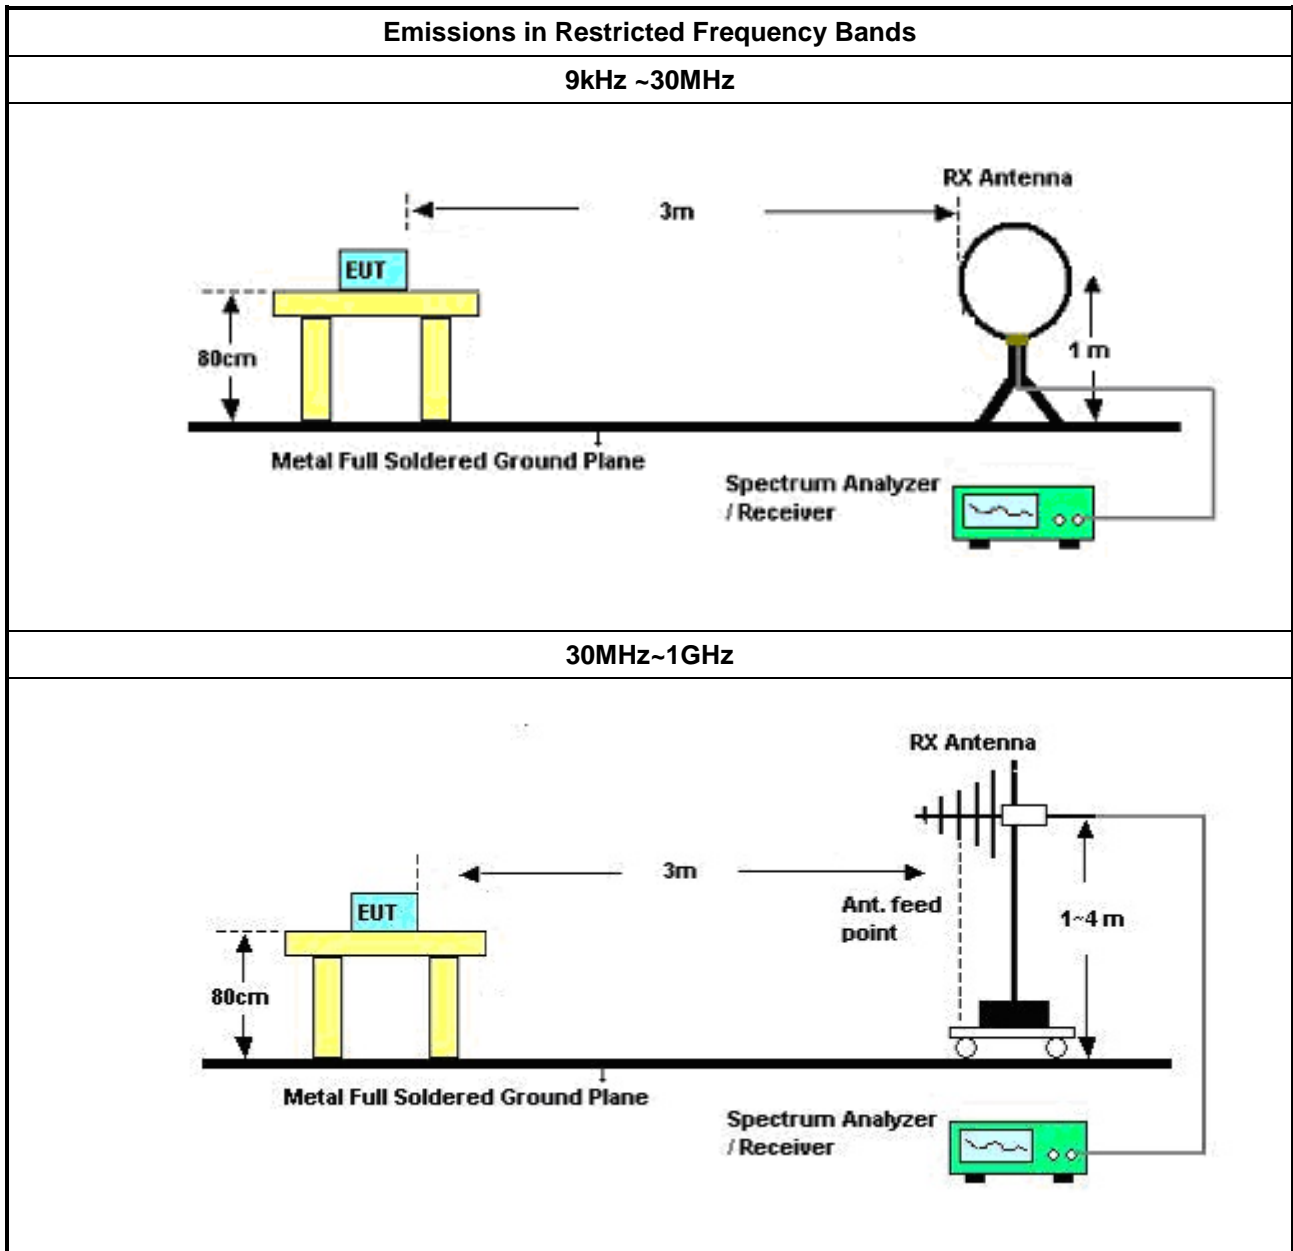 Emissions in Restricted Frequency Bands
9kHz ~30MHz
RX Antenna
3m
EUT
80cm
1 m
Metal Full Soldered Ground Plane
Spectrum Analyzer
/ Receiver
30MHz~1GHz
RX Antenna
3m
EUT
Ant. feed
point
1~4 m
80cm
Metal Full Soldered Ground Plane
Spectrum Analyzer
/ Receiver